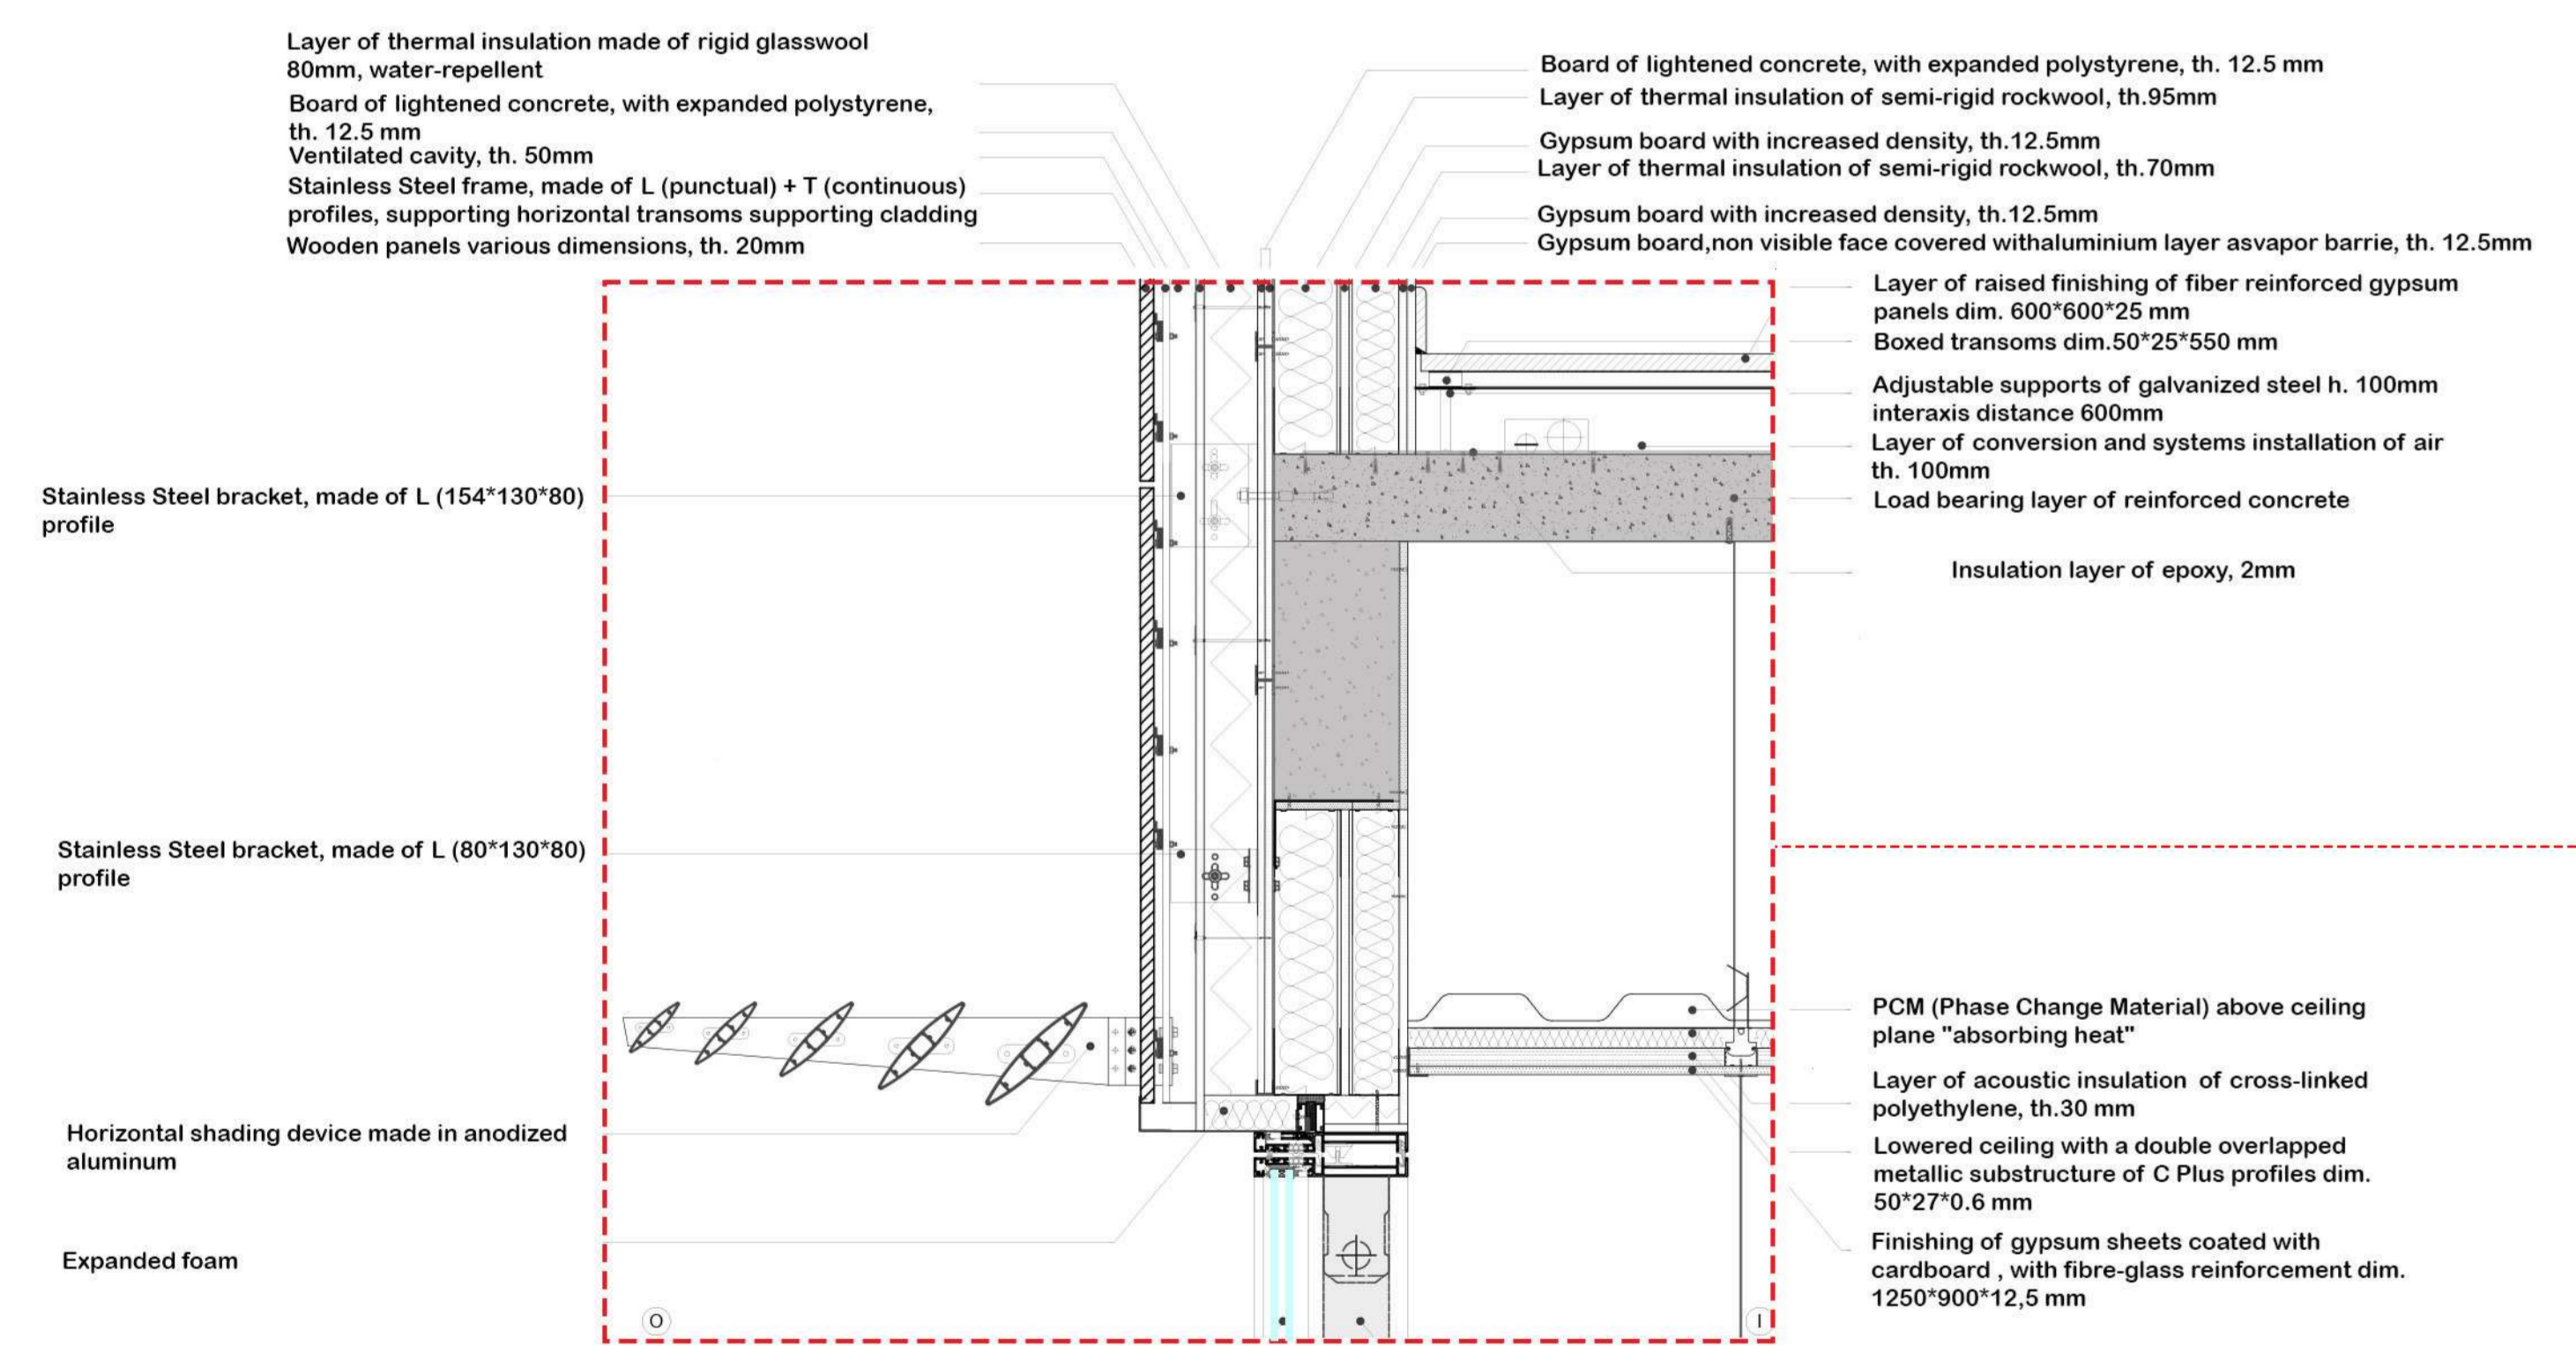 Layer of thermal insulation made of rigid glasswool
80mm, water-repellent
Board of lightened concrete, with expanded polystyrene,
th. 12.5 mm
Ventilated cavity, th. 50mm
Stainless Steel frame, made of L (punctual) + T (continuous)
profiles, supporting horizontal transoms supporting cladding
Wooden panels various dimensions, th. 20mm
Board of lightened concrete, with expanded polystyrene, th. 12.5 mm
Layer of thermal insulation of semi-rigid rockwool, th.95mm
Gypsum board with increased density, th.12.5mm
Layer of thermal insulation of semi-rigid rockwool, th.70mm
Gypsum board with increased density, th.12.5mm
Gypsum board,non visible face covered withaluminium layer asvapor barrie, th. 12.5mm
Layer of raised finishing of fiber reinforced gypsum
panels dim. 600*600*25 mm
Boxed transoms dim.50*25*550 mm
Adjustable supports of galvanized steel h. 100mm
interaxis distance 600mm
Layer of conversion and systems installation of air
th. 100mm
Load bearing layer of reinforced concrete
Insulation layer of epoxy, 2mm
Stainless Steel bracket, made of L (154*130*80)
profile
Stainless Steel bracket, made of L (80*130*80)
profile
Horizontal shading device made in anodized
aluminum
Expanded foam
PCM (Phase Change Material) above ceiling
plane "absorbing heat"
Layer of acoustic insulation of cross-linked
polyethylene, th.30 mm
Lowered ceiling with a double overlapped
metallic substructure of C Plus profiles dim.
50*27*0.6 mm
Finishing of gypsum sheets coated with
cardboard , with fibre-glass reinforcement dim.
1250*900*12,5 mm
O
I